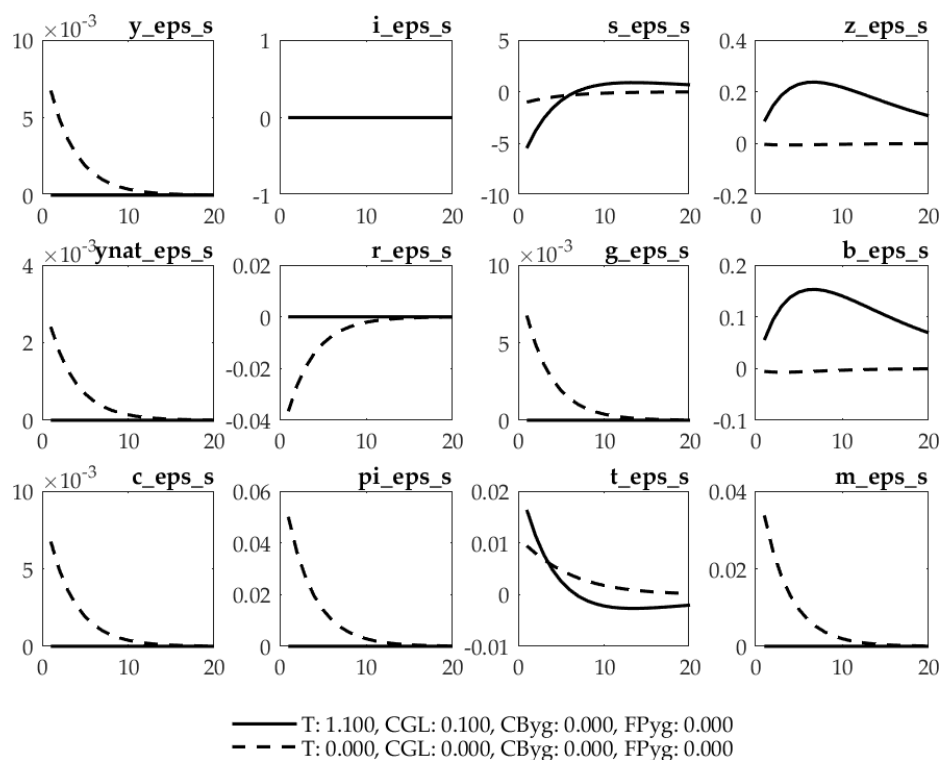 ×10-3 y_eps_s
10
5
0
0 10 20
i_eps_s
1
0
-1
0 10 20
s_eps_s
5
0
-5
-10
0 10 20
z_eps_s
0.4
0.2
0
-0.2
0 10 20
×10-3 ynat_eps_s
4
2
0
0 10 20
r_eps_s
0.02
0
-0.02
-0.04
0 10 20
×10-3 g_eps_s
10
5
0
0 10 20
b_eps_s
0.2
0.1
0
-0.1
0 10 20
×10-3 c_eps_s
10
5
0
0 10 20
pi_eps_s
0.06
0.04
0.02
0
0 10 20
t_eps_s
0.02
0.01
0
-0.01
0 10 20
m_eps_s
0.04
0.02
0
0 10 20
T: 1.100, CGL: 0.100, CByg: 0.000, FPyg: 0.000
T: 0.000, CGL: 0.000, CByg: 0.000, FPyg: 0.000